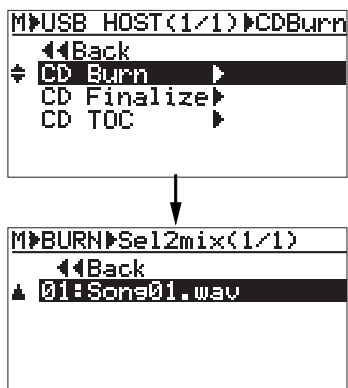 M▶USB HOST(1/1)▶CDBurn
◀◀Back
CD Burn ▶
CD Finalize▶
CD TOC ▶
M▶BURN▶Sel2mix(1/1)
◀◀Back
01:Song01.wav